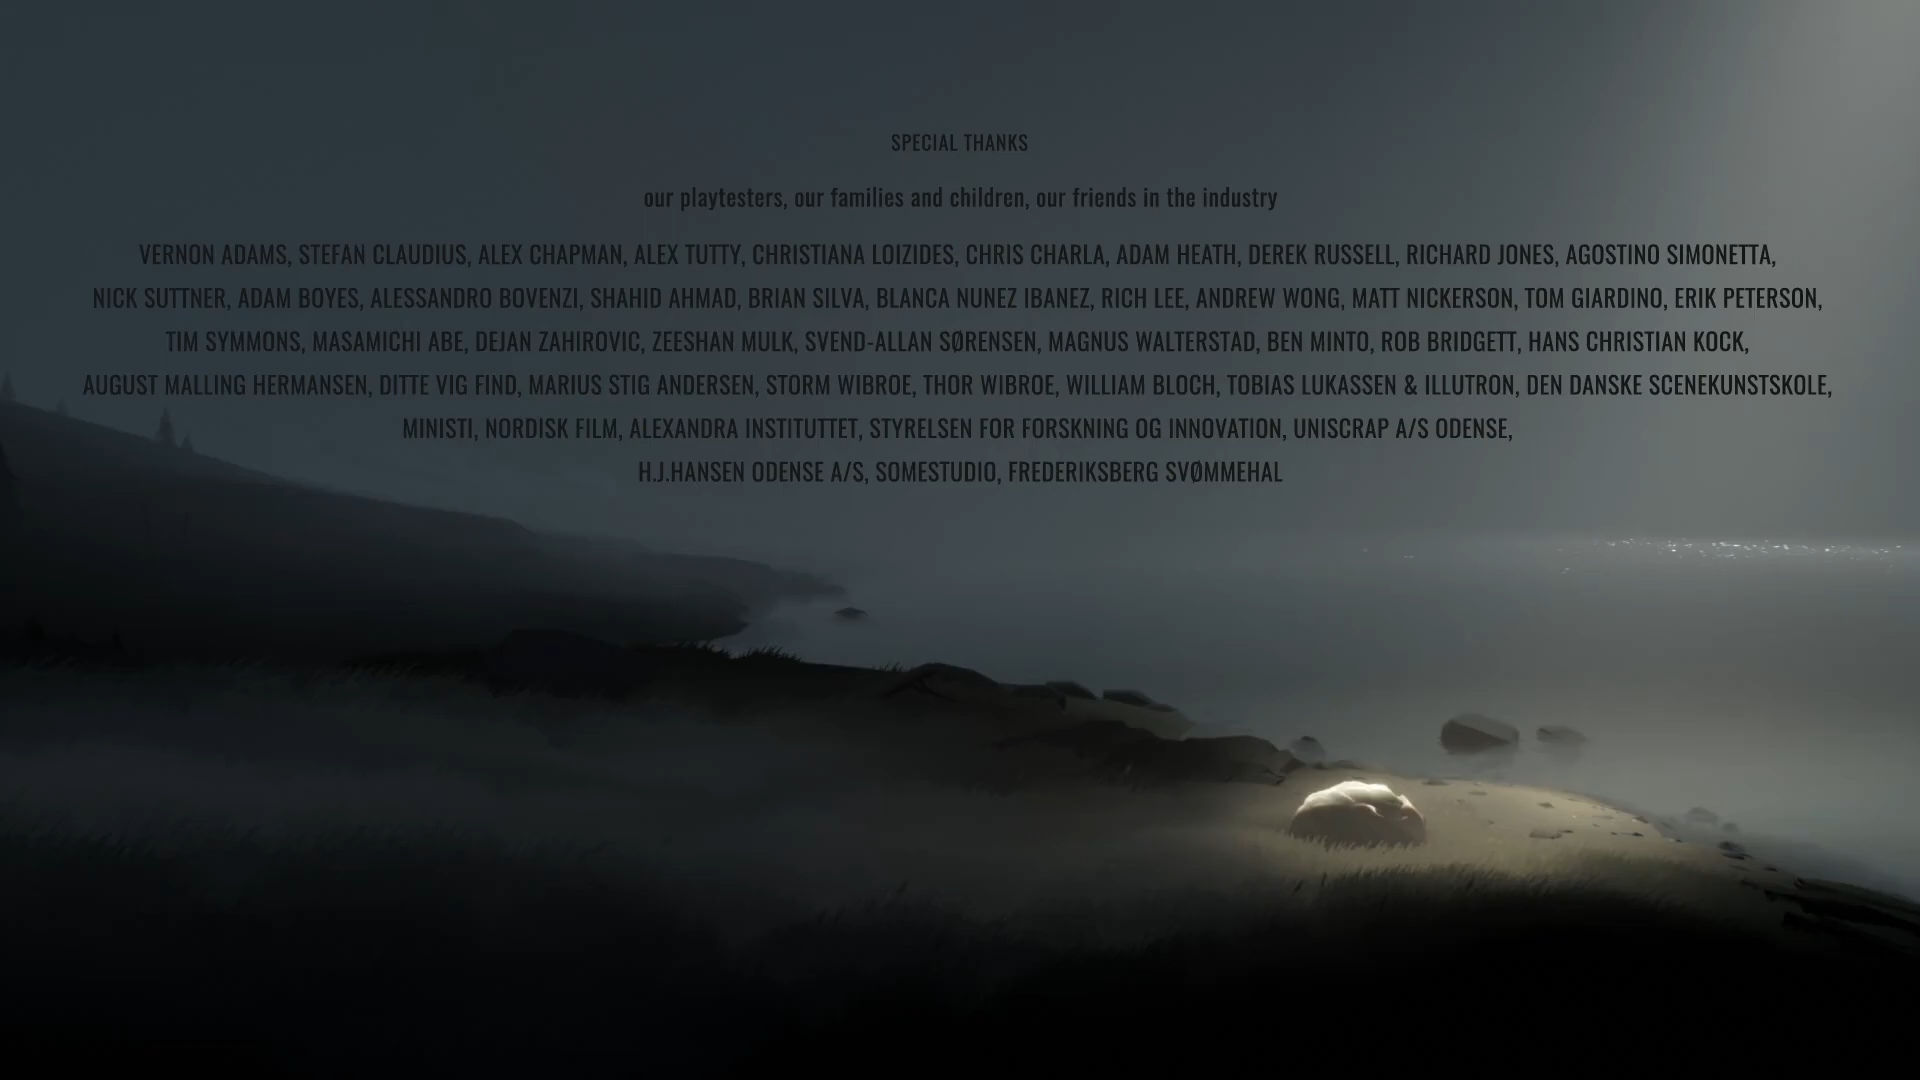 SPECIAL THANKS
our playtesters, our families and children, our friends in the industry
VERNON ADAMS, STEFAN CLAUDIUS, ALEX CHAPMAN, ALEX TUTTY, CHRISTIANA LOIZIDES, CHRIS CHARLA, ADAM HEATH, DEREK RUSSELL, RICHARD JONES, AGOSTINO SIMONETTA,
NICK SUTTNER, ADAM BOYES, ALESSANDRO BOVENZI, SHAHID AHMAD, BRIAN SILVA, BLANCA NUNEZ IBANEZ, RICH LEE, ANDREW WONG, MATT NICKERSON, TOM GIARDINO, ERIK PETERSON,
TIM SYMMONS, MASAMICHI ABE, DEJAN ZAHIROVIC, ZEESHAN MULK, SVEND-ALLAN SØRENSEN, MAGNUS WALTERSTAD, BEN MINTO, ROB BRIDGETT, HANS CHRISTIAN KOCK,
AUGUST MALLING HERMANSEN, DITTE VIG FIND, MARIUS STIG ANDERSEN, STORM WIBROE, THOR WIBROE, WILLIAM BLOCH, TOBIAS LUKASSEN & ILLUTRON, DEN DANSKE SCENEKUNSTSKOLE,
MINISTI, NORDISK FILM, ALEXANDRA INSTITUTTET, STYRELSEN FOR FORSKNING OG INNOVATION, UNISCRAP A/S ODENSE,
H.J.HANSEN ODENSE A/S, SOMESTUDIO, FREDERIKSBERG SVØMMEHAL